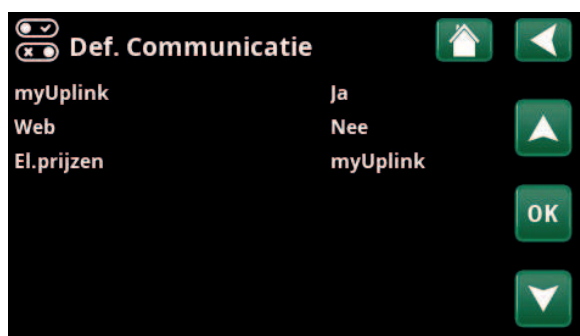 Def. Communicatie
myUplink Ja
Web Nee
El.prijzen myUplink
OK